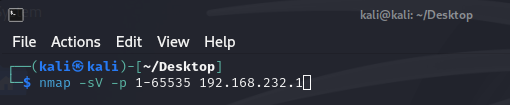 kali@kali: ~/Desktop
File Actions Edit View Help
┌──(kali㉿kali)-[~/Desktop]
└─$ nmap -sV -p 1-65535 192.168.232.1